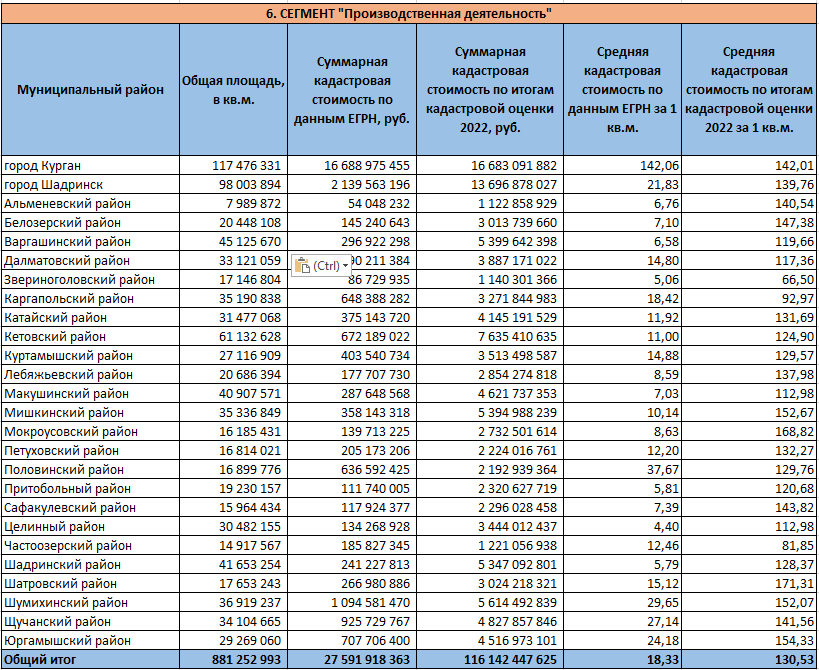 6. СЕГМЕНТ "Производственная деятельность"
Муниципальный район Общая площадь, в кв.м. Суммарная кадастровая стоимость по данным ЕГРН, руб. Суммарная кадастровая стоимость по итогам кадастровой оценки 2022, руб. Средняя кадастровая стоимость по данным ЕГРН за 1 кв.м. Средняя кадастровая стоимость по итогам кадастровой оценки 2022 за 1 кв.м.
город Курган 117 476 331 16 688 975 455 16 683 091 882 142,06 142,01
город Шадринск 98 003 894 2 139 563 196 13 696 878 027 21,83 139,76
Альменевский район 7 989 872 54 048 232 1 122 858 929 6,76 140,54
Белозерский район 20 448 108 145 240 643 3 013 739 660 7,10 147,38
Варгашинский район 45 125 670 296 922 298 5 399 642 398 6,58 119,66
Далматовский район 33 121 059 90 211 384 3 887 171 022 14,80 117,36
(Ctrl)
Звериноголовский район 17 146 804 86 729 935 1 140 301 366 5,06 66,50
Каргапольский район 35 190 838 648 388 282 3 271 844 983 18,42 92,97
Катайский район 31 477 068 375 143 720 4 145 191 529 11,92 131,69
Кетовский район 61 132 628 672 189 022 7 635 410 635 11,00 124,90
Куртамышский район 27 116 909 403 540 734 3 513 498 587 14,88 129,57
Лебяжьевский район 20 686 394 177 707 730 2 854 274 818 8,59 137,98
Макушинский район 40 907 571 287 648 568 4 621 737 353 7,03 112,98
Мишкинский район 35 336 849 358 143 318 5 394 988 239 10,14 152,67
Мокроусовский район 16 185 431 139 713 225 2 732 501 614 8,63 168,82
Петуховский район 16 814 021 205 173 206 2 224 016 761 12,20 132,27
Половинский район 16 899 776 636 592 425 2 192 939 364 37,67 129,76
Притобольный район 19 230 157 111 740 005 2 320 627 719 5,81 120,68
Сафакулевский район 15 964 434 117 924 377 2 296 028 458 7,39 143,82
Целинный район 30 482 155 134 268 928 3 444 012 437 4,40 112,98
Частоозерский район 14 917 567 185 827 345 1 221 056 938 12,46 81,85
Шадринский район 41 653 254 241 227 813 5 347 092 801 5,79 128,37
Шатровский район 17 653 243 266 980 886 3 024 218 321 15,12 171,31
Шумихинский район 36 919 237 1 094 581 470 5 614 492 839 29,65 152,07
Щучанский район 34 104 665 925 729 767 4 827 857 846 27,14 141,56
Юргамышский район 29 269 060 707 706 400 4 516 973 101 24,18 154,33
Общий итог 881 252 993 27 591 918 363 116 142 447 625 18,33 130,53